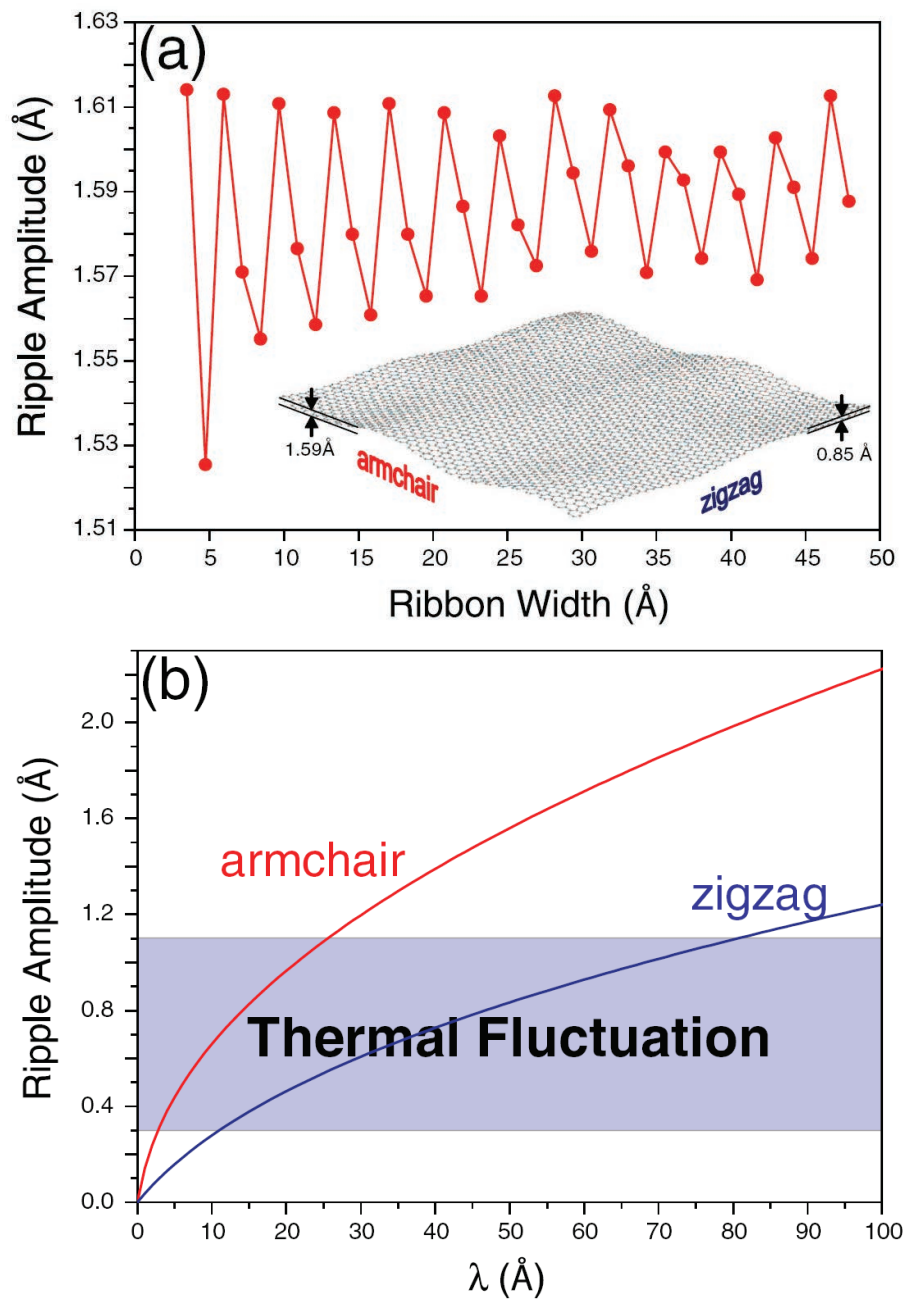 (a)
Ripple Amplitude (Å)
1.63
1.61
1.59
1.57
1.55
1.53
1.51
1.59Å
armchair
zigzag
0.85 Å
0 5 10 15 20 25 30 35 40 45 50
Ribbon Width (Å)
(b)
Ripple Amplitude (Å)
2.0
1.6
1.2
0.8
0.4
0.0
armchair
zigzag
Thermal Fluctuation
0 10 20 30 40 50 60 70 80 90 100
λ (Å)